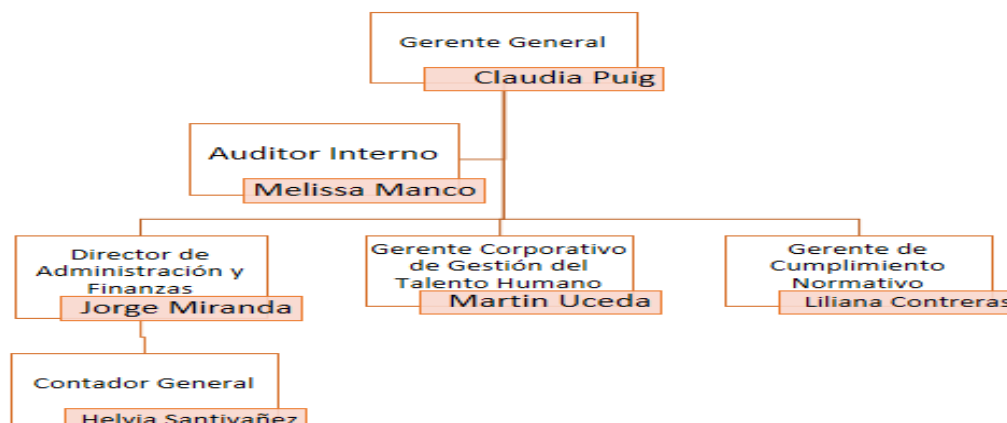 Gerente General
Claudia Puig
Auditor Interno
Melissa Manco
Director de
Administración y
Finanzas
Jorge Miranda
Gerente Corporativo
de Gestión del
Talento Humano
Martin Uceda
Gerente de
Cumplimiento
Normativo
Liliana Contreras
Contador General
Helvia Santivañez